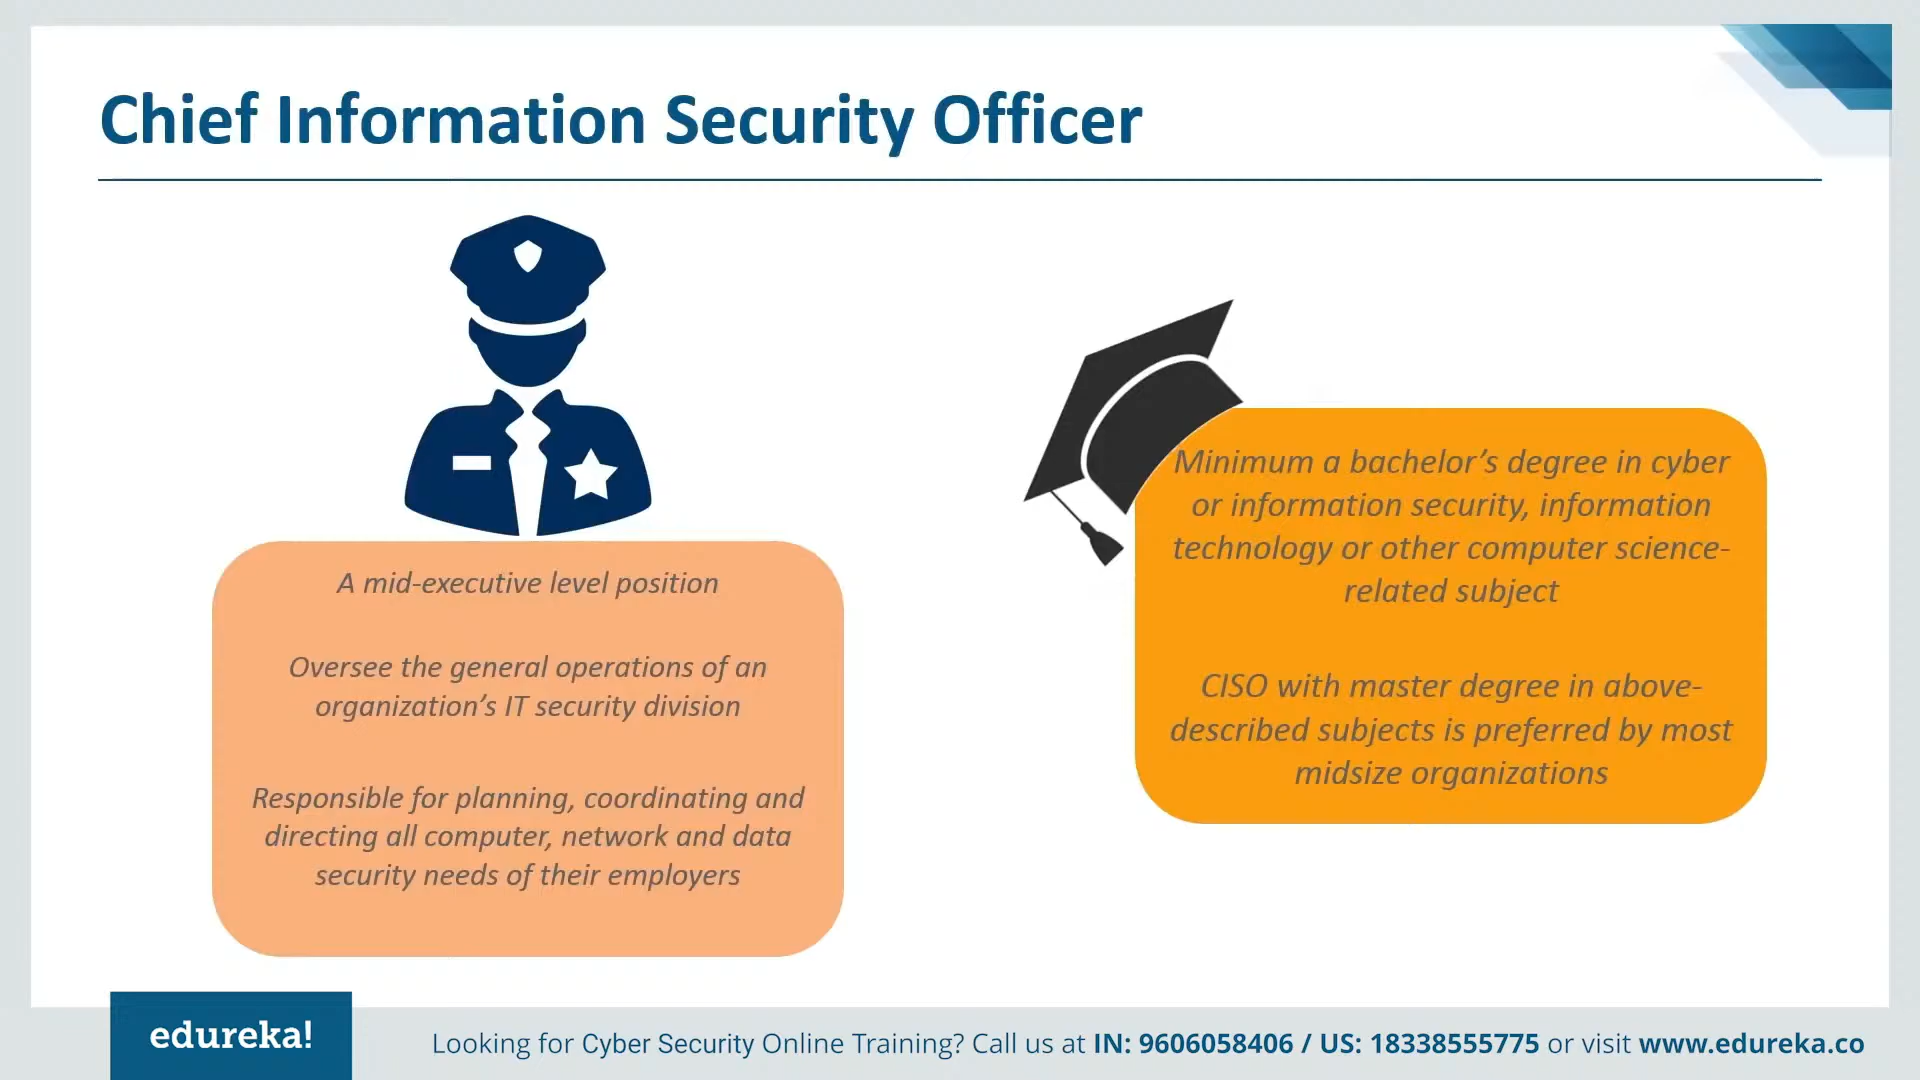 Chief Information Security Officer
A mid-executive level position
Oversee the general operations of an
organization’s IT security division
Responsible for planning, coordinating and
directing all computer, network and data
security needs of their employers
Minimum a bachelor’s degree in cyber
or information security, information
technology or other computer science-
related subject
CISO with master degree in above-
described subjects is preferred by most
midsize organizations
edureka!
Looking for Cyber Security Online Training? Call us at IN: 9606058406 / US: 18338555775 or visit www.edureka.co